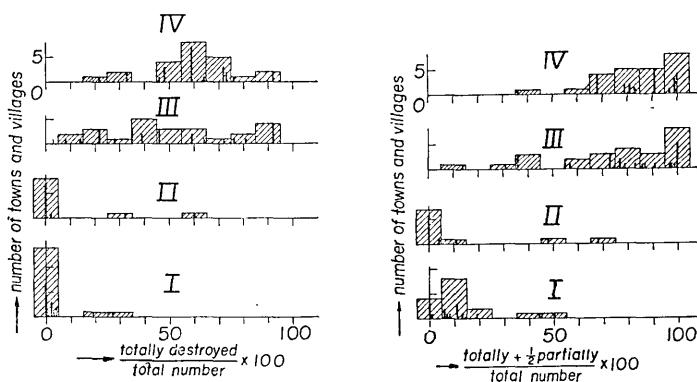 IV
5
0
III
II
I
0 50 100
→ number of towns and villages
→ totally destroyed / total number × 100
IV
5
0
III
II
I
0 50 100
→ number of towns and villages
→ totally + ½ partially / total number × 100